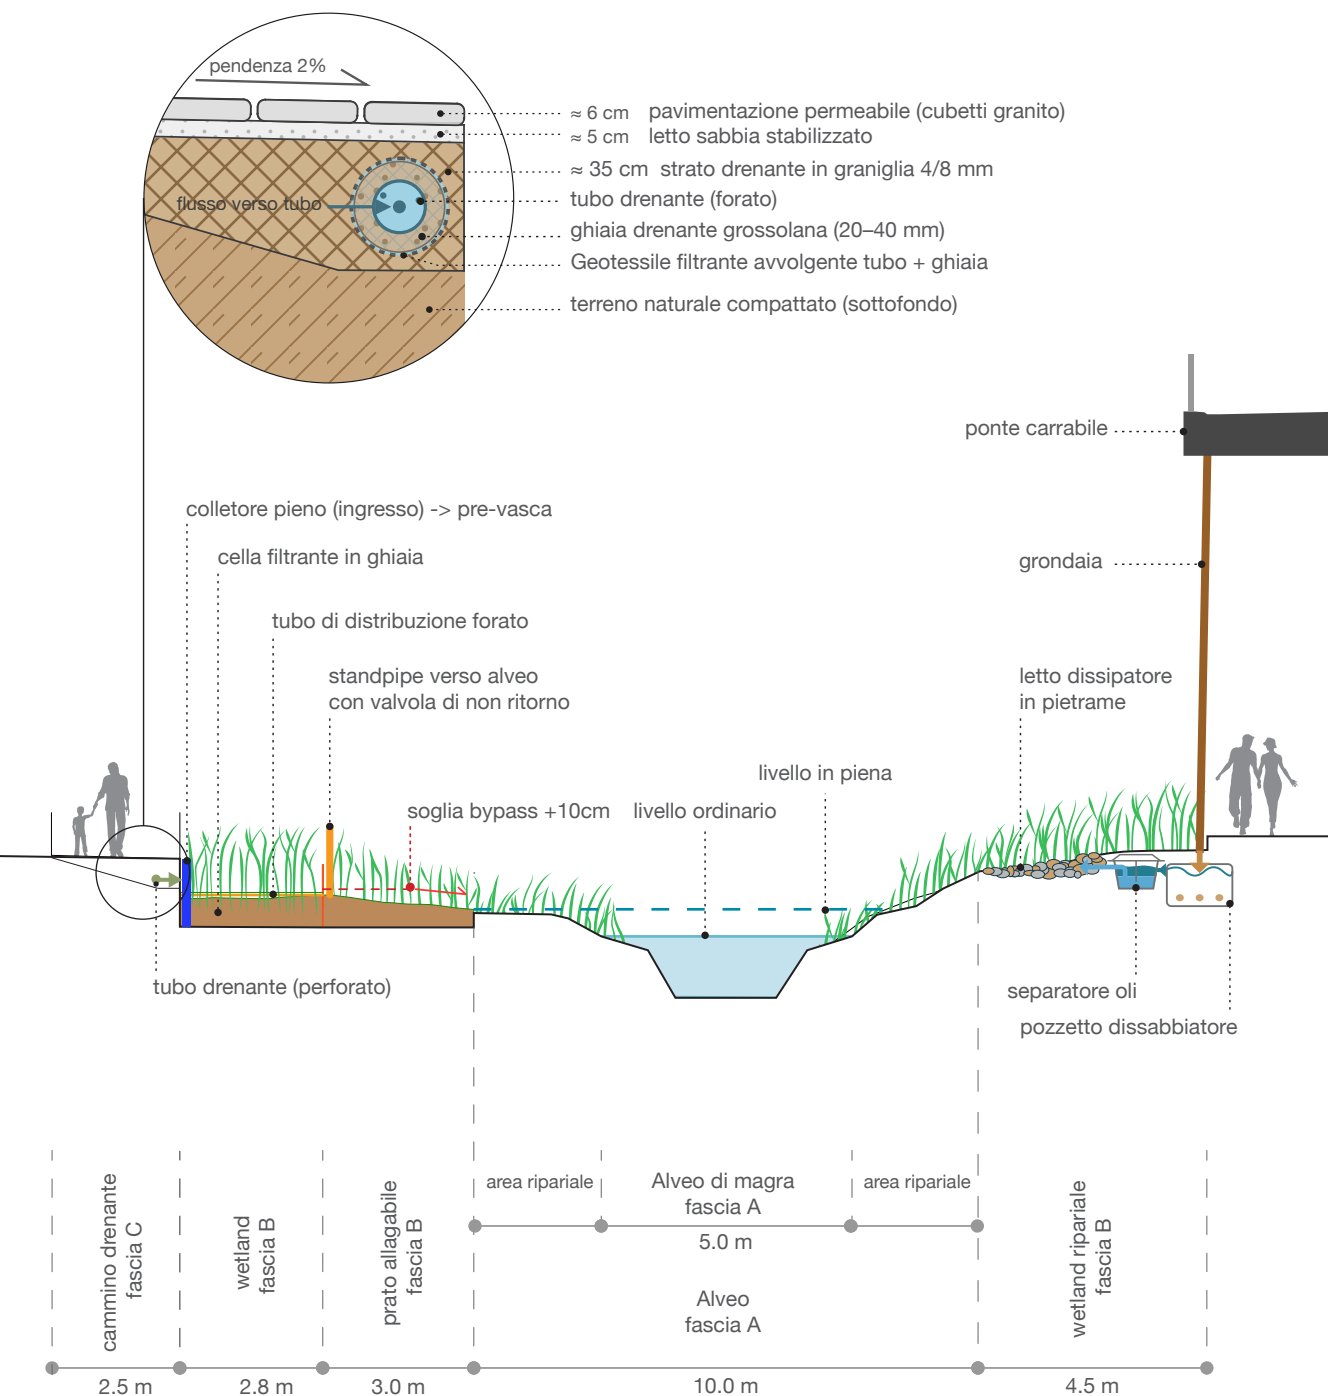 pendenza 2%
≈ 6 cm pavimentazione permeabile (cubetti granito)
≈ 5 cm letto sabbia stabilizzato
≈ 35 cm strato drenante in graniglia 4/8 mm
flusso verso tubo
tubo drenante (forato)
ghiaia drenante grossolana (20–40 mm)
Geotessile filtrante avvolgente tubo + ghiaia
terreno naturale compattato (sottofondo)
ponte carrabile
colletore pieno (ingresso) -> pre-vasca
cella filtrante in ghiaia
grondaia
tubo di distribuzione forato
standpipe verso alveo
con valvola di non ritorno
letto dissipatore
in pietrame
livello in piena
soglia bypass +10cm
livello ordinario
tubo drenante (perforato)
separatore oli
pozzetto dissabbiatore
cammino drenante
fascia C
wetland
fascia B
prato allagabile
fascia B
area ripariale
Alveo di magra
fascia A
area ripariale
5.0 m
Alveo
fascia A
wetland ripariale
fascia B
2.5 m
2.8 m
3.0 m
10.0 m
4.5 m